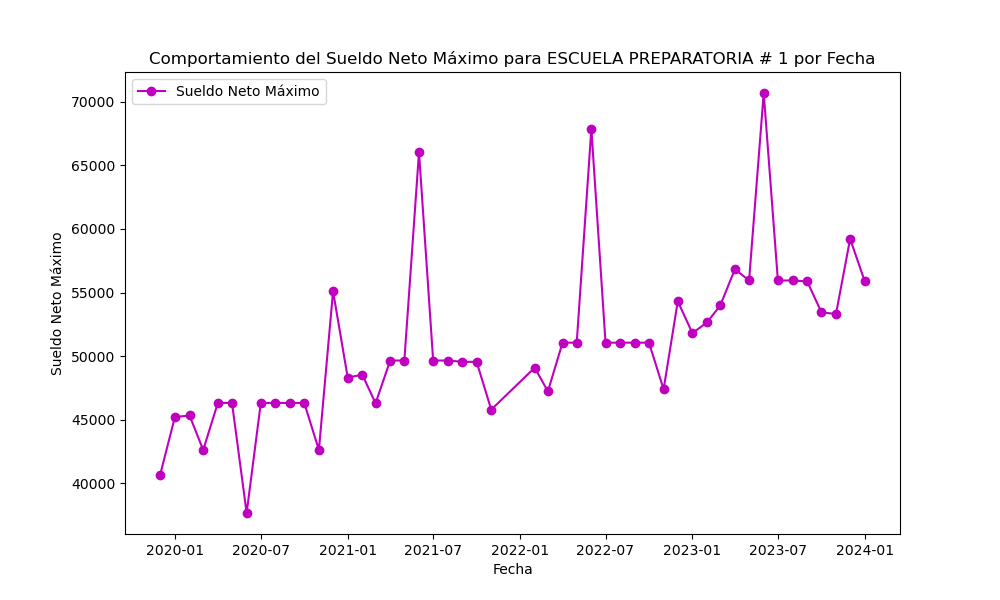 Comportamiento del Sueldo Neto Máximo para ESCUELA PREPARATORIA # 1 por Fecha
Sueldo Neto Máximo
70000
65000
60000
55000
50000
45000
40000
Sueldo Neto Máximo
2020-01 2020-07 2021-01 2021-07 2022-01 2022-07 2023-01 2023-07 2024-01
Fecha